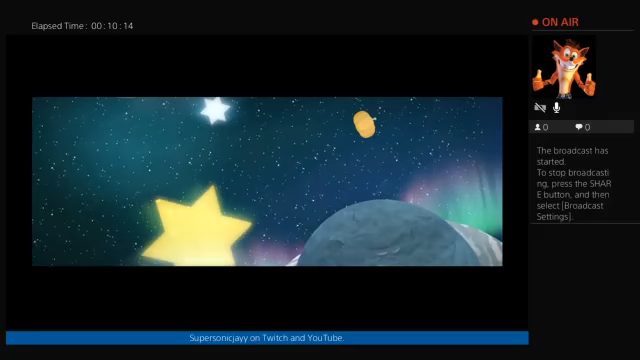 Elapsed Time : 00:10:14
ON AIR
0 0
The broadcast has
started.
To stop broadcasti
ng, press the SHAR
E button, and then
select [Broadcast
Settings].
Supersonicjayy on Twitch and YouTube.